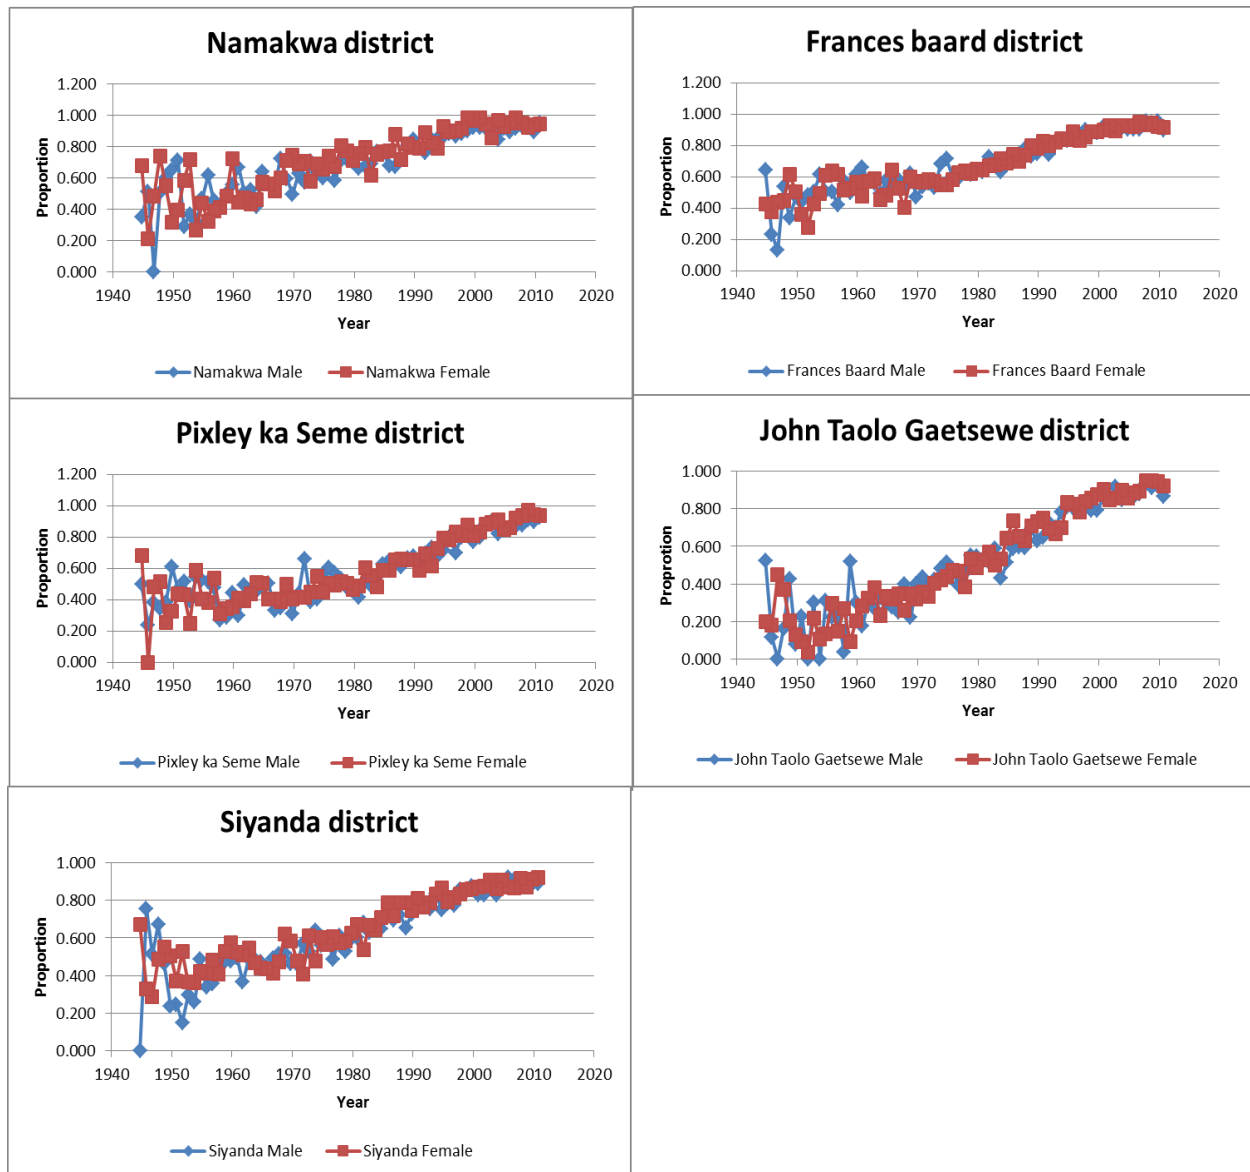 Namakwa district
1.200
1.000
0.800
0.600
0.400
0.200
0.000
Proportion
1940 1950 1960 1970 1980 1990 2000 2010 2020
Year
Namakwa Male Namakwa Female
Frances baard district
1.200
1.000
0.800
0.600
0.400
0.200
0.000
Proportion
1940 1950 1960 1970 1980 1990 2000 2010 2020
Year
Frances Baard Male Frances Baard Female
Pixley ka Seme district
1.200
1.000
0.800
0.600
0.400
0.200
0.000
Proportion
1940 1950 1960 1970 1980 1990 2000 2010 2020
Year
Pixley ka Seme Male Pixley ka Seme Female
John Taolo Gaetsewe district
1.000
0.800
0.600
0.400
0.200
0.000
Proprotion
1940 1950 1960 1970 1980 1990 2000 2010 2020
Year
John Taolo Gaetsewe Male John Taolo Gaetsewe Female
Siyanda district
1.000
0.800
0.600
0.400
0.200
0.000
Proportion
1940 1950 1960 1970 1980 1990 2000 2010 2020
Year
Siyanda Male Siyanda Female